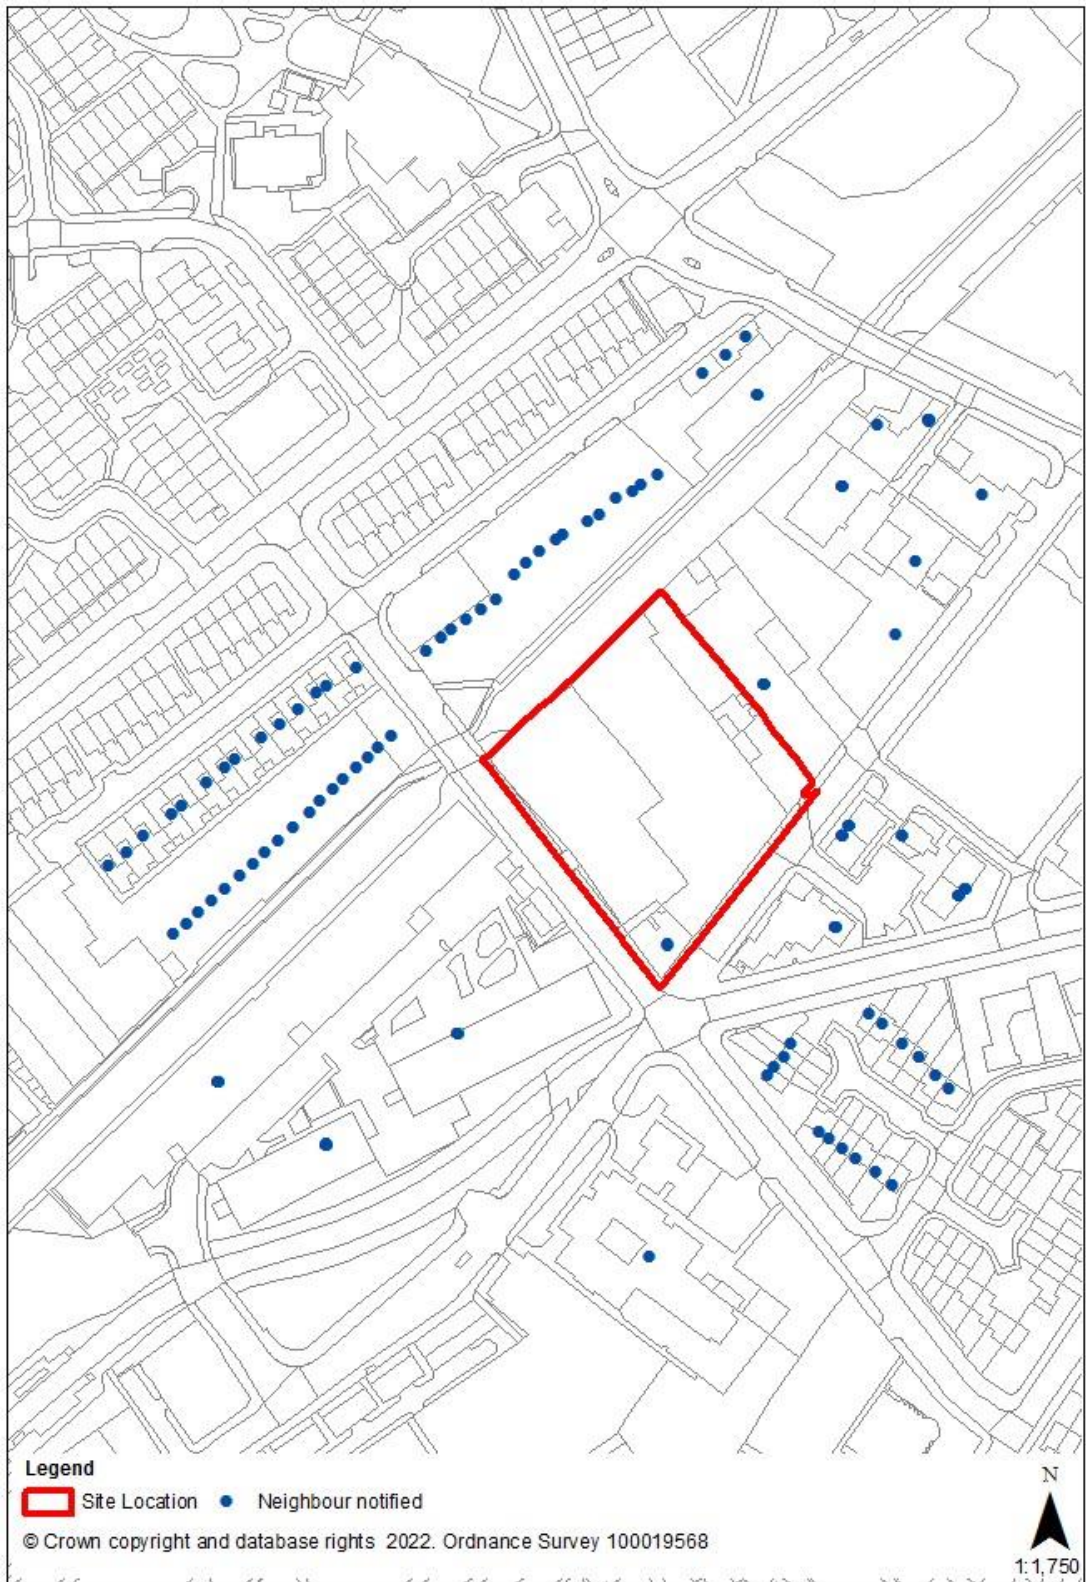 Legend
Site Location
Neighbour notified
© Crown copyright and database rights 2022. Ordnance Survey 100019568
N
1:1,750